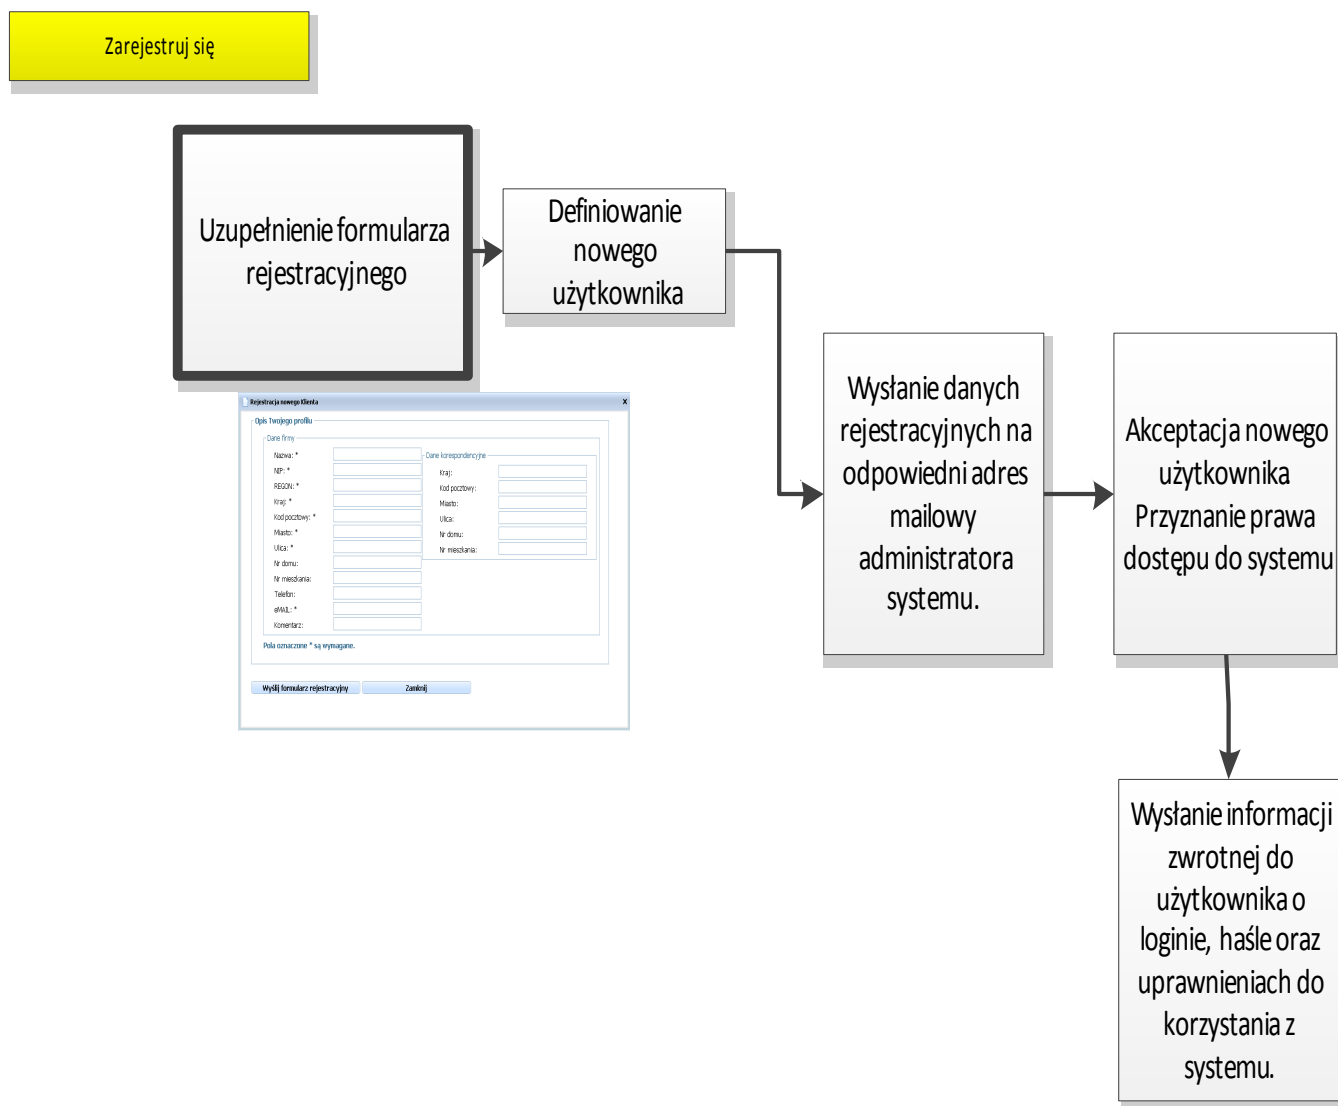 Zarejestruj się
Uzupełnienie formularza
rejestracyjnego
Definiowanie
nowego
użytkownika
Wysłanie danych
rejestracyjnych na
odpowiedni adres
mailowy
administratora
systemu.
Akceptacja nowego
użytkownika
Przyznanie prawa
dostępu do systemu
Wysłanie informacji
zwrotnej do
użytkownika o
loginie, haśle oraz
uprawnieniach do
korzystania z
systemu.
Rejestracja nowego Klienta x
Opis Twojego profilu
Dane firmy
Nazwa: *
NIP: *
REGON: *
Kraj: *
Kod pocztowy: *
Miasto: *
Ulica: *
Nr domu:
Nr mieszkania:
Telefon:
eMAIL: *
Komentarz:
Dane korespondencyjne
Kraj:
Kod pocztowy:
Miasto:
Ulica:
Nr domu:
Nr mieszkania:
Pola oznaczone * są wymagane.
Wyślij formularz rejestracyjny Zamknij